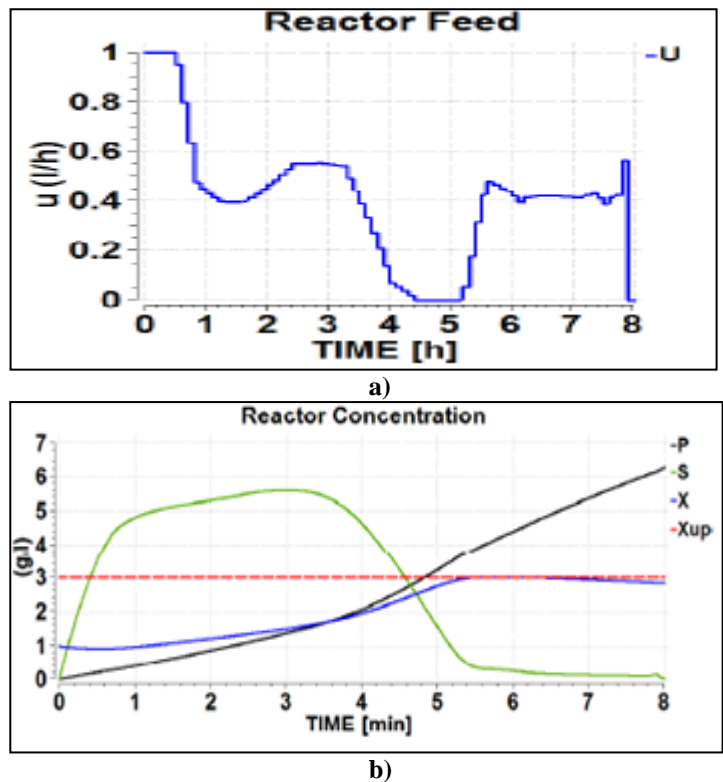 Reactor Feed
U
1
0.8
0.6
0.4
0.2
0
u (l/h)
0 1 2 3 4 5 6 7 8
TIME [h]
a)
Reactor Concentration
P
S
X
Xup
7
6
5
4
3
2
1
0
(g.l)
0 1 2 3 4 5 6 7 8
TIME [min]
b)